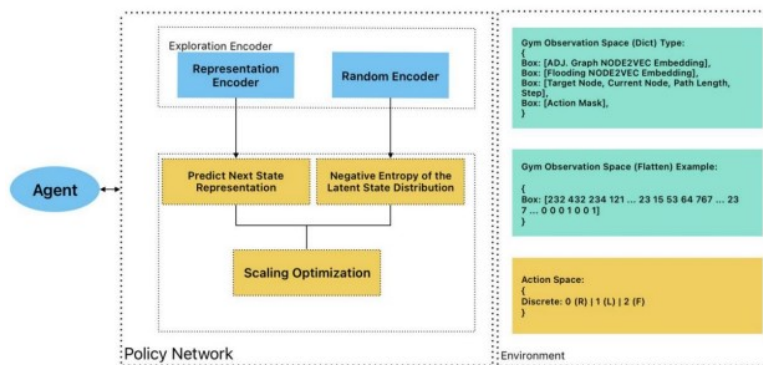 Exploration Encoder
Representation
Encoder
Random Encoder
Predict Next State
Representation
Negative Entropy of the
Latent State Distribution
Scaling Optimization
Agent
Policy Network
Gym Observation Space (Dict) Type:
{
Box: [ADJ. Graph NODE2VEC Embedding],
Box: [Flooding NODE2VEC Embedding],
Box: [Target Node, Current Node, Path Length,
Step],
Box: [Action Mask],
}
Gym Observation Space (Flatten) Example:
{
Box: [232 432 234 121 ... 23 15 53 64 767 ... 23
7 ... 0 0 0 1 0 0 1]
}
Action Space:
{
Discrete: 0 (R) | 1 (L) | 2 (F)
}
Environment